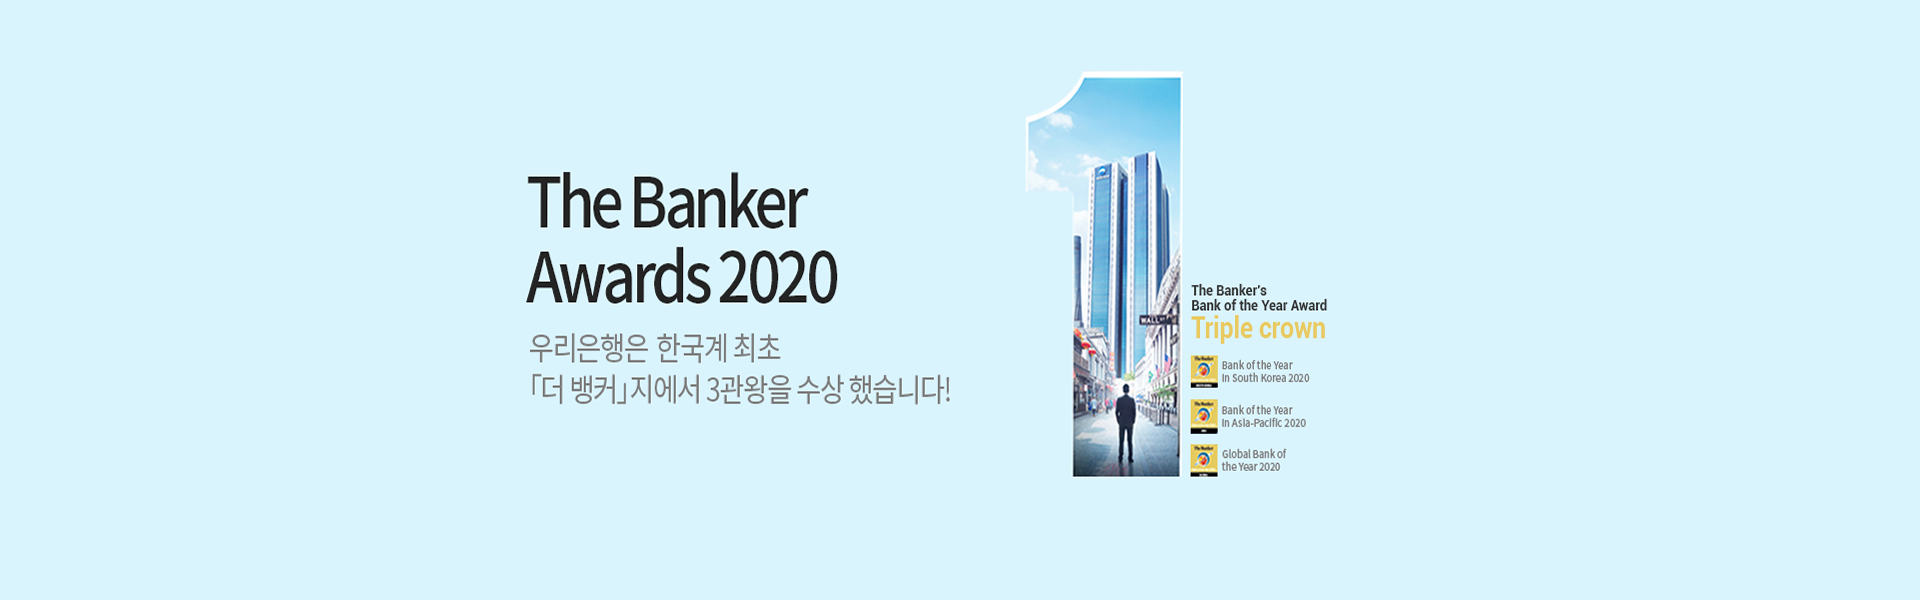 The Banker
Awards 2020
우리은행은 한국계 최초
「더 뱅커」지에서 3관왕을 수상 했습니다!
WALL
The Banker's
Bank of the Year Award
Triple crown
Bank of the Year
in South Korea 2020
Bank of the Year
in Asia-Pacific 2020
Global Bank of
the Year 2020